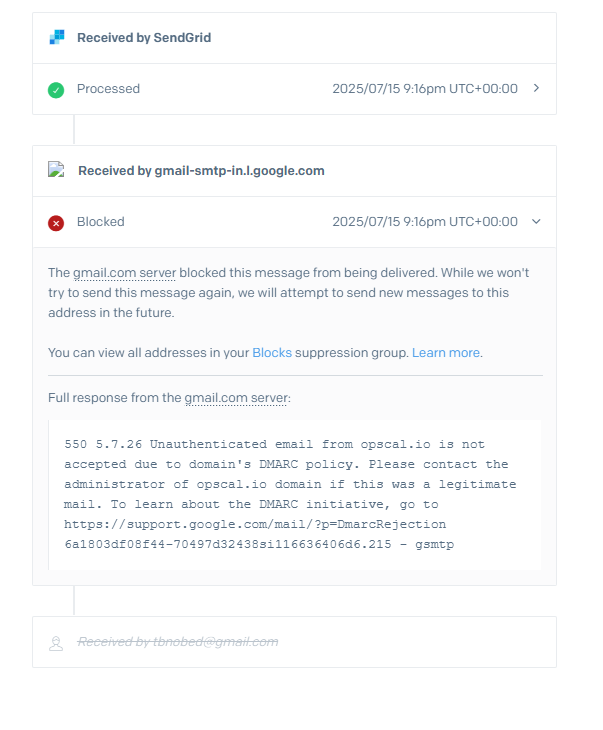 Received by SendGrid
Processed 2025/07/15 9:16pm UTC+00:00
Received by gmail-smtp-in.l.google.com
Blocked 2025/07/15 9:16pm UTC+00:00
The gmail.com server blocked this message from being delivered. While we won't
try to send this message again, we will attempt to send new messages to this
address in the future.
You can view all addresses in your Blocks suppression group. Learn more.
Full response from the gmail.com server:
550 5.7.26 Unauthenticated email from opscal.io is not
accepted due to domain's DMARC policy. Please contact the
administrator of opscal.io domain if this was a legitimate
mail. To learn about the DMARC initiative, go to
https://support.google.com/mail/?p=DmarcRejection
6a1803df08f44-70497d32438si116636406d6.215 - gsmtp
Received by tbnobed@gmail.com